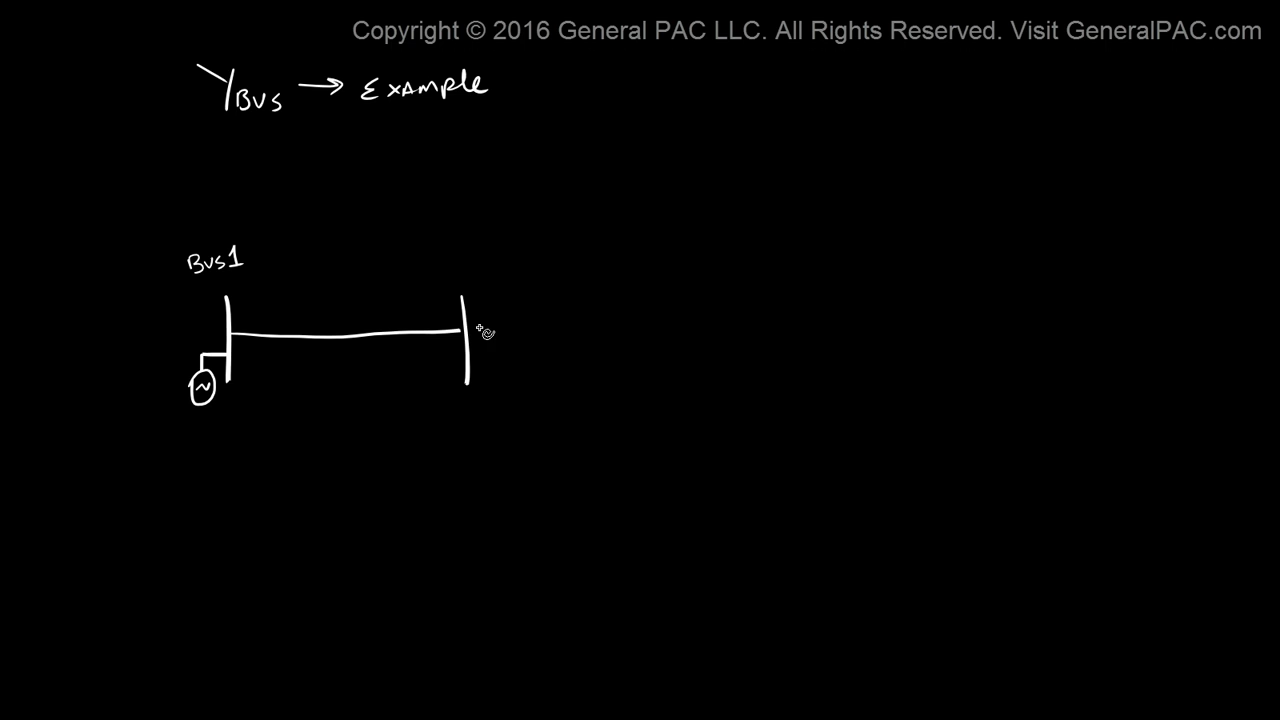 Copyright © 2016 General PAC LLC. All Rights Reserved. Visit GeneralPAC.com
YBUS → Example
Bus1
~